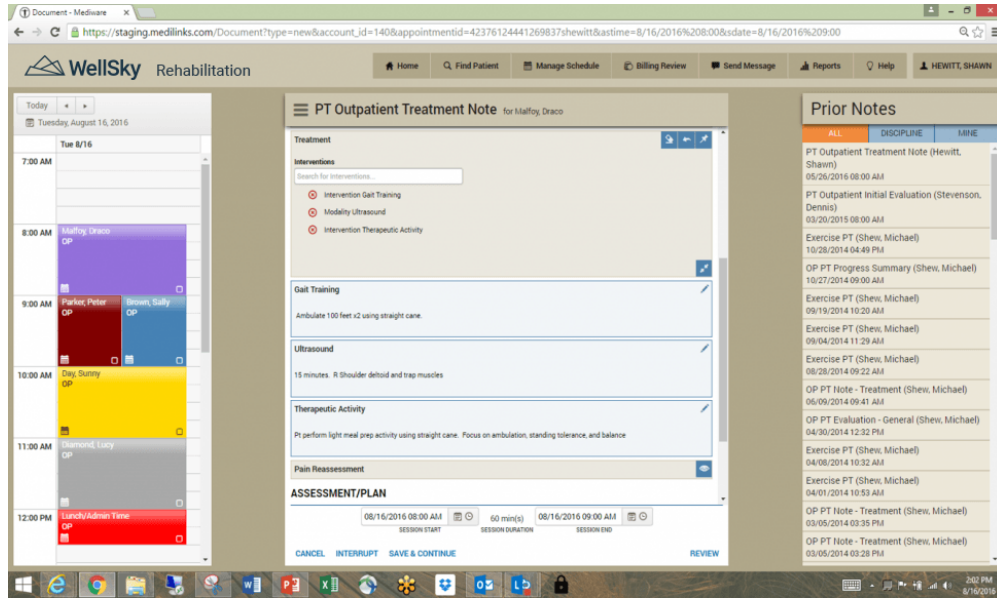 Document - Mediware
https://staging.medilinks.com/Document?type=new&account_id=140&appointmentid=42376124441269837shewitt&astime=8/16/2016%208:00&sdate=8/16/2016%209:00
WellSky Rehabilitation
Home
Find Patient
Manage Schedule
Billing Review
Send Message
Reports
Help
HEWITT, SHAWN
Today
Tuesday, August 16, 2016
Tue 8/16
7:00 AM
8:00 AM
Malfoy, Draco
OP
9:00 AM
Parker, Peter
OP
Brown, Sally
OP
10:00 AM
Day, Sunny
OP
11:00 AM
Diamond, Lucy
OP
12:00 PM
Lunch/Admin Time
OP
PT Outpatient Treatment Note for Malfoy, Draco
Treatment
Interventions
Search for Interventions...
Intervention Gait Training
Modality Ultrasound
Intervention Therapeutic Activity
Gait Training
Ambulate 100 feet x2 using straight cane.
Ultrasound
15 minutes. R Shoulder deltoid and trap muscles
Therapeutic Activity
Pt perform light meal prep activity using straight cane. Focus on ambulation, standing tolerance, and balance
Pain Reassessment
ASSESSMENT/PLAN
08/16/2016 08:00 AM
60 min(s)
08/16/2016 09:00 AM
SESSION START
SESSION DURATION
SESSION END
CANCEL
INTERRUPT
SAVE & CONTINUE
REVIEW
Prior Notes
ALL
DISCIPLINE
MINE
PT Outpatient Treatment Note (Hewitt,
Shawn)
05/26/2016 08:00 AM
PT Outpatient Initial Evaluation (Stevenson,
Dennis)
03/20/2015 08:00 AM
Exercise PT (Shew, Michael)
10/28/2014 04:49 PM
OP PT Progress Summary (Shew, Michael)
10/27/2014 09:00 AM
Exercise PT (Shew, Michael)
09/19/2014 10:20 AM
Exercise PT (Shew, Michael)
09/04/2014 11:29 AM
Exercise PT (Shew, Michael)
08/28/2014 09:22 AM
OP PT Note - Treatment (Shew, Michael)
06/09/2014 09:41 AM
OP PT Evaluation - General (Shew, Michael)
04/30/2014 12:32 PM
Exercise PT (Shew, Michael)
04/08/2014 10:32 AM
Exercise PT (Shew, Michael)
04/01/2014 10:53 AM
OP PT Note - Treatment (Shew, Michael)
03/05/2014 03:35 PM
OP PT Note - Treatment (Shew, Michael)
03/05/2014 03:28 PM
2:02 PM
8/16/2016